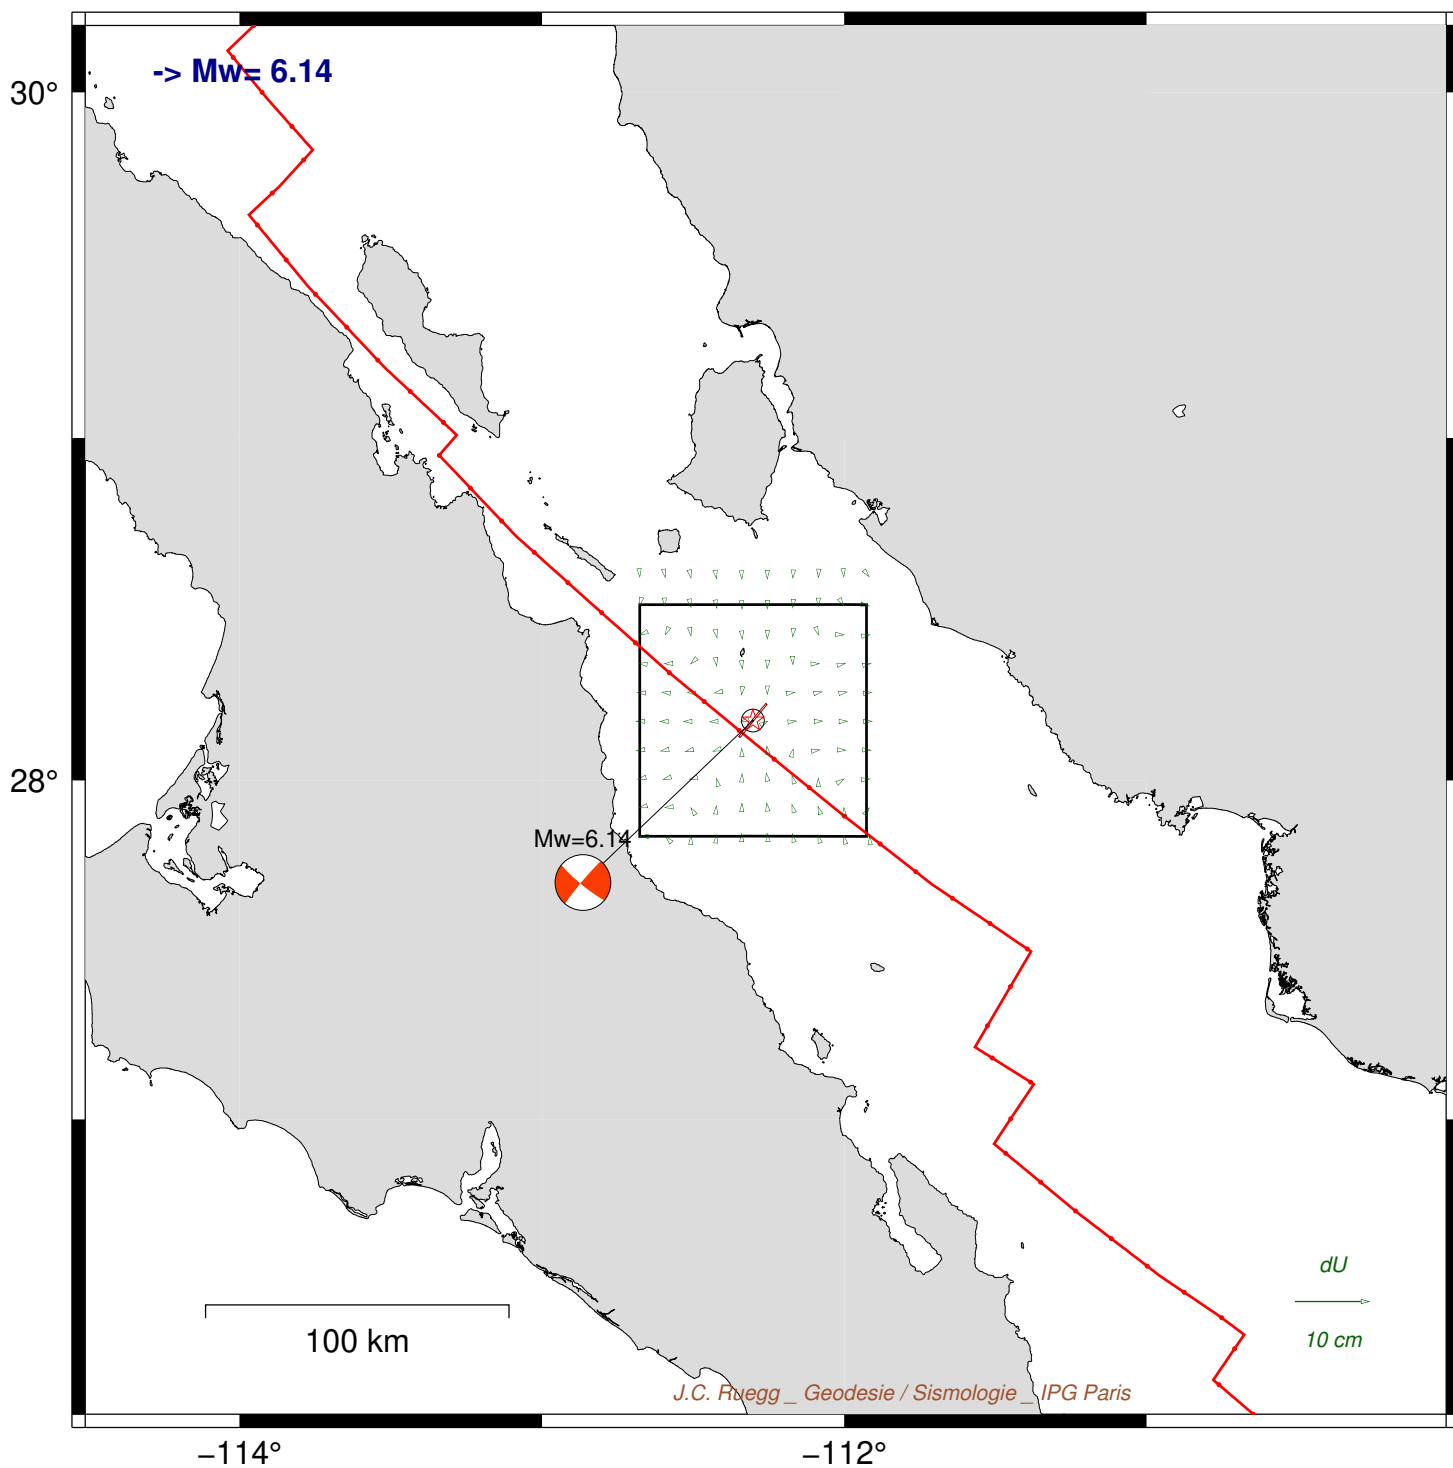 -> Mw= 6.14
30°
28°
Mw=6.14
dU
10 cm
100 km
J.C. Ruegg _ Geodesie / Sismologie _ IPG Paris
−114°
−112°